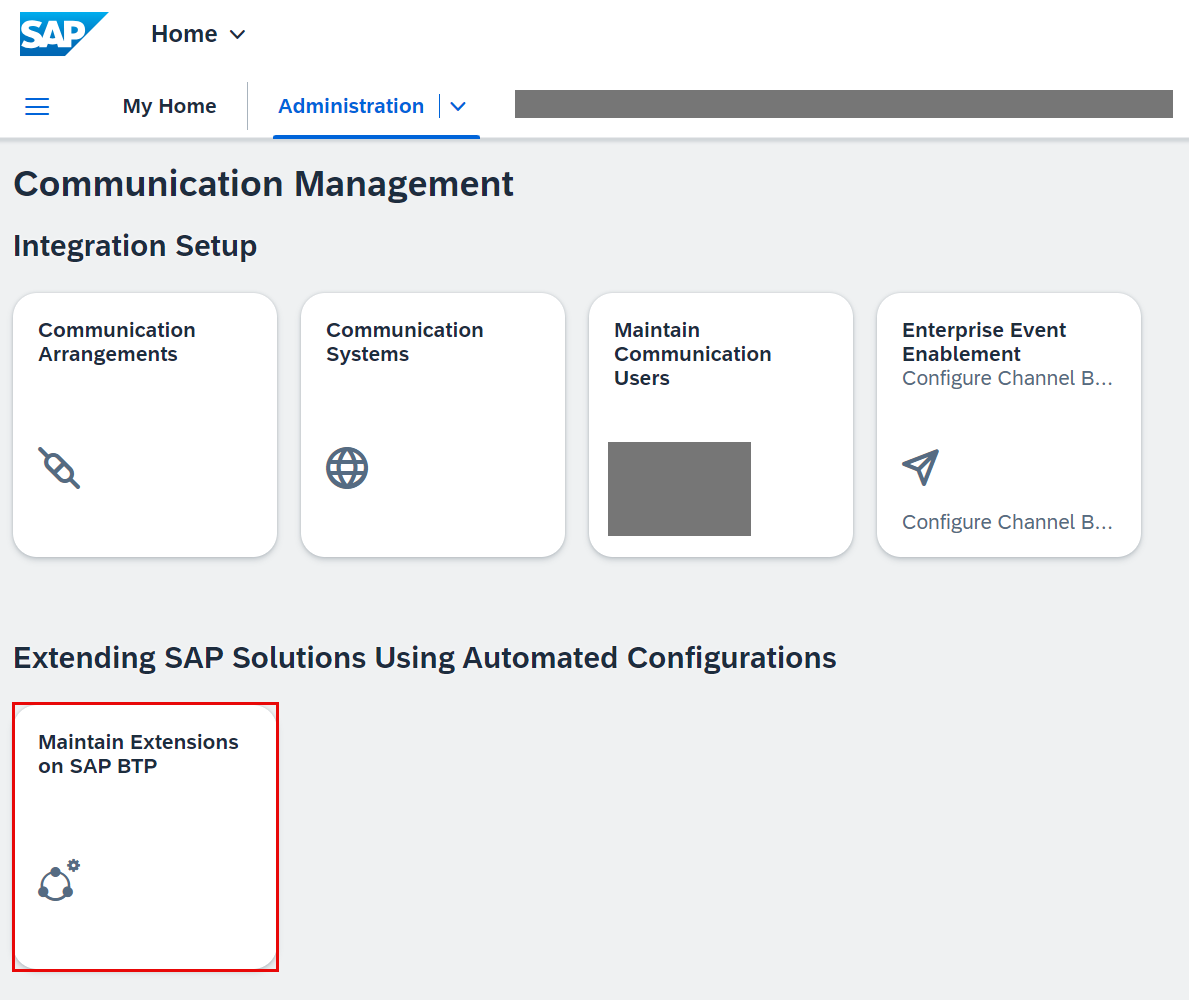 SAP
Home
My Home
Administration
Communication Management
Integration Setup
Communication
Arrangements
Communication
Systems
Maintain
Communication
Users
Enterprise Event
Enablement
Configure Channel B...
Configure Channel B...
Extending SAP Solutions Using Automated Configurations
Maintain Extensions
on SAP BTP